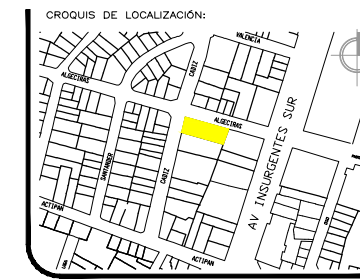 CROQUIS DE LOCALIZACIÓN:
VALENCIA
ALGECIRAS
CADIZ
ALGECIRAS
AV INSURGENTES SUR
SANTANDER
CADIZ
ACTIPAN
ACTIPAN